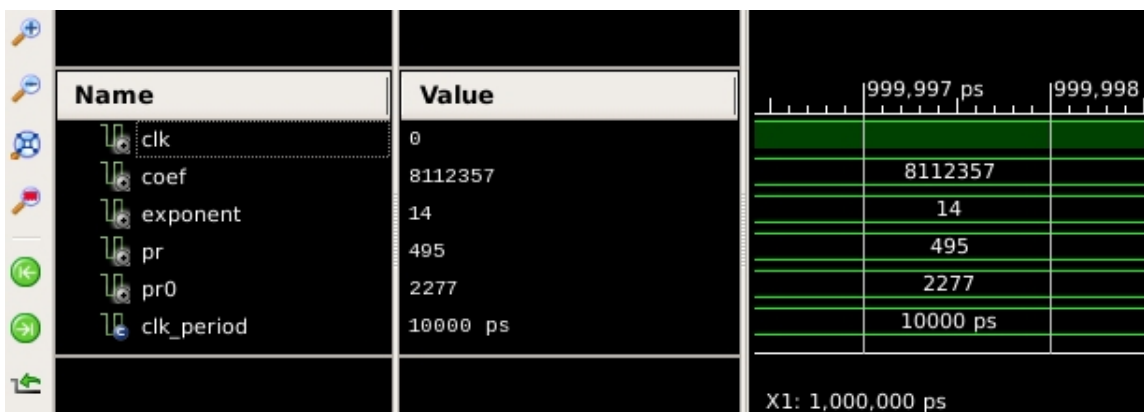 Name Value 999,997 ps 999,998
clk 0
coef 8112357 8112357
exponent 14 14
pr 495 495
pr0 2277 2277
clk_period 10000 ps 10000 ps
X1: 1,000,000 ps